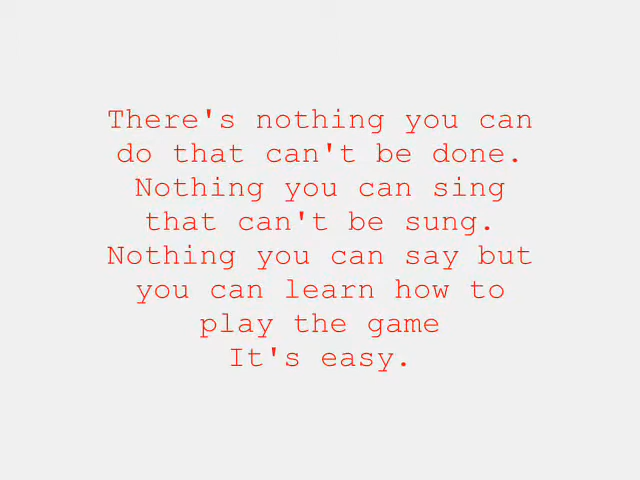 There's nothing you can
do that can't be done.
Nothing you can sing
that can't be sung.
Nothing you can say but
you can learn how to
play the game
It's easy.